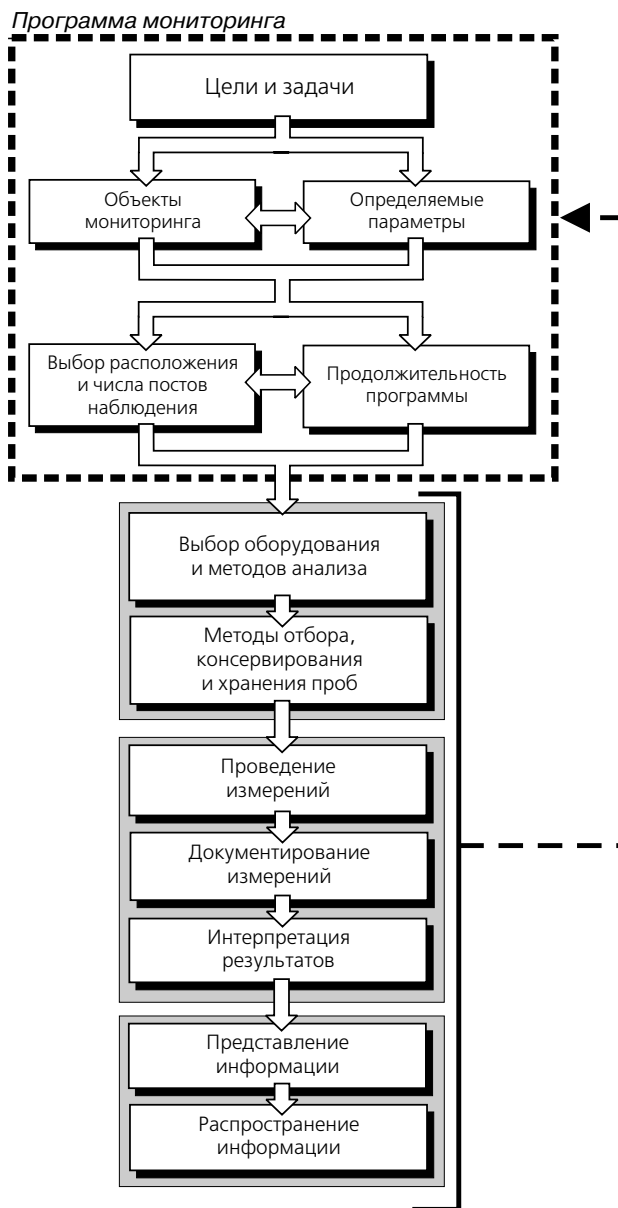 Программа мониторинга
Цели и задачи
Объекты
мониторинга
Определяемые
параметры
Выбор расположения
и числа постов
наблюдения
Продолжительность
программы
Выбор оборудования
и методов анализа
Методы отбора,
консервирования
и хранения проб
Проведение
измерений
Документирование
измерений
Интерпретация
результатов
Представление
информации
Распространение
информации